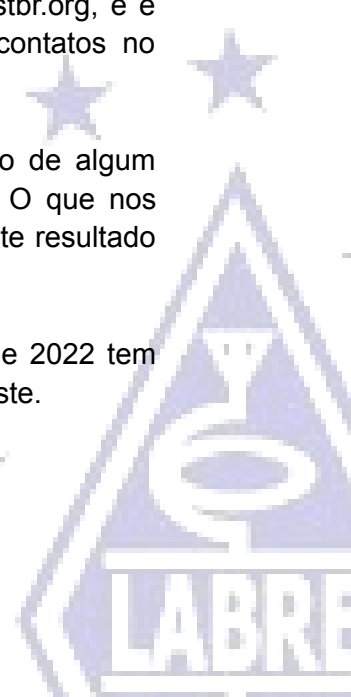 stbr.org, e é
contatos no
o de algum
O que nos
te resultado
e 2022 tem
ste.
LABRE